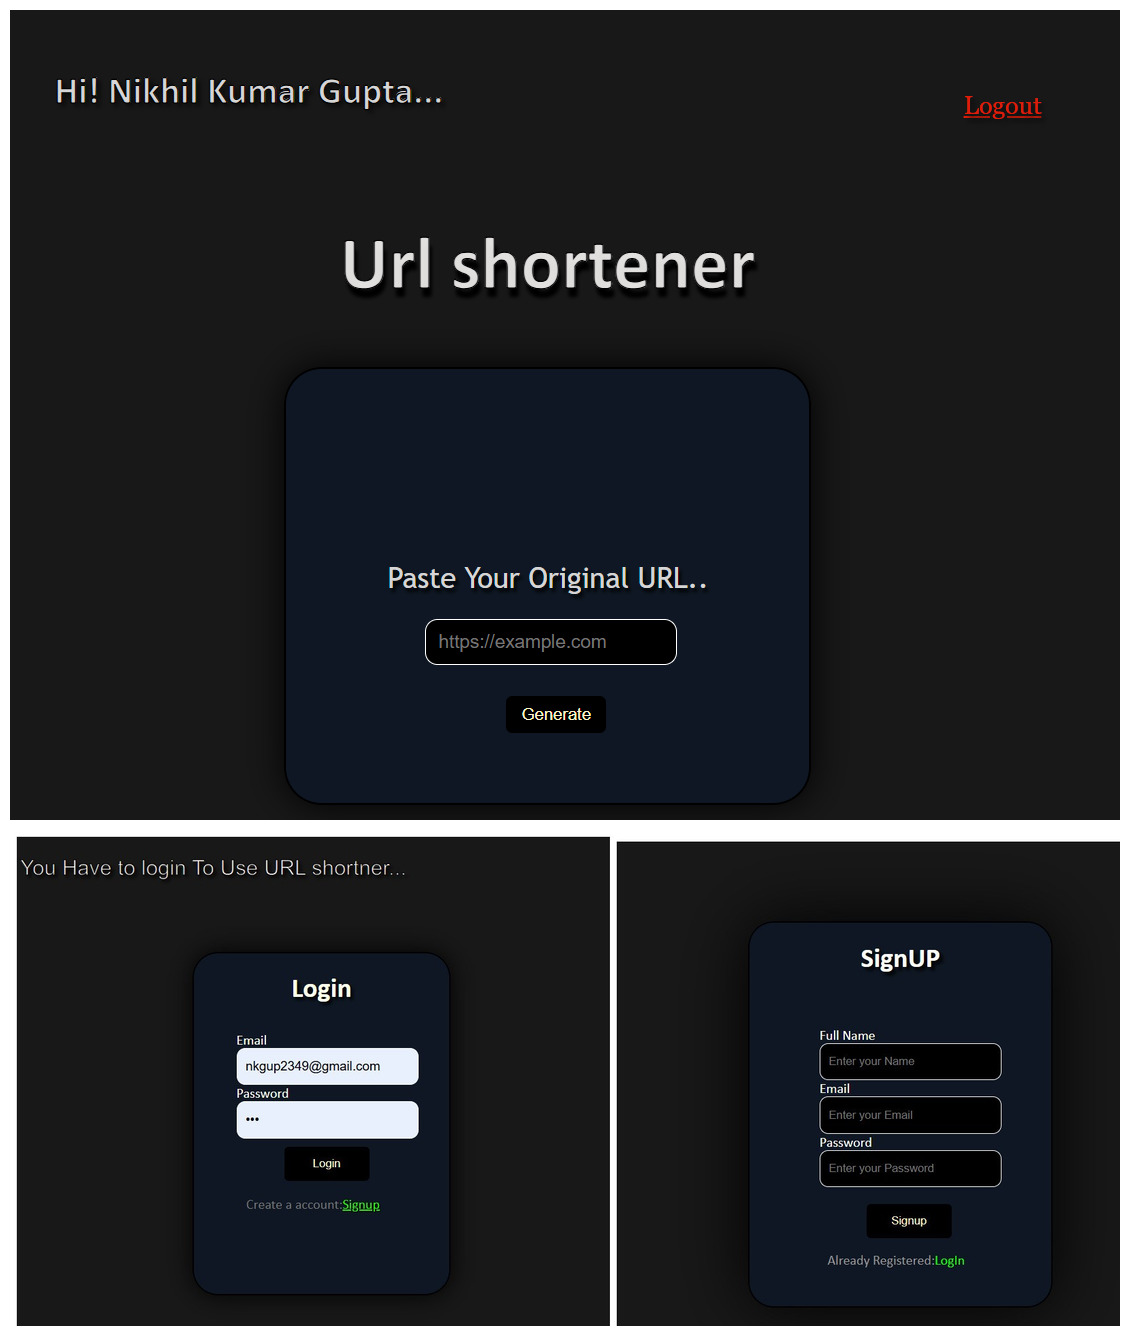 Hi! Nikhil Kumar Gupta...
Logout
Url shortener
Paste Your Original URL..
https://example.com
Generate
You Have to login To Use URL shortner...
Login
Email
nkgup2349@gmail.com
Password
•••
Login
Create a account:Signup
SignUP
Full Name
Enter your Name
Email
Enter your Email
Password
Enter your Password
Signup
Already Registered:LogIn